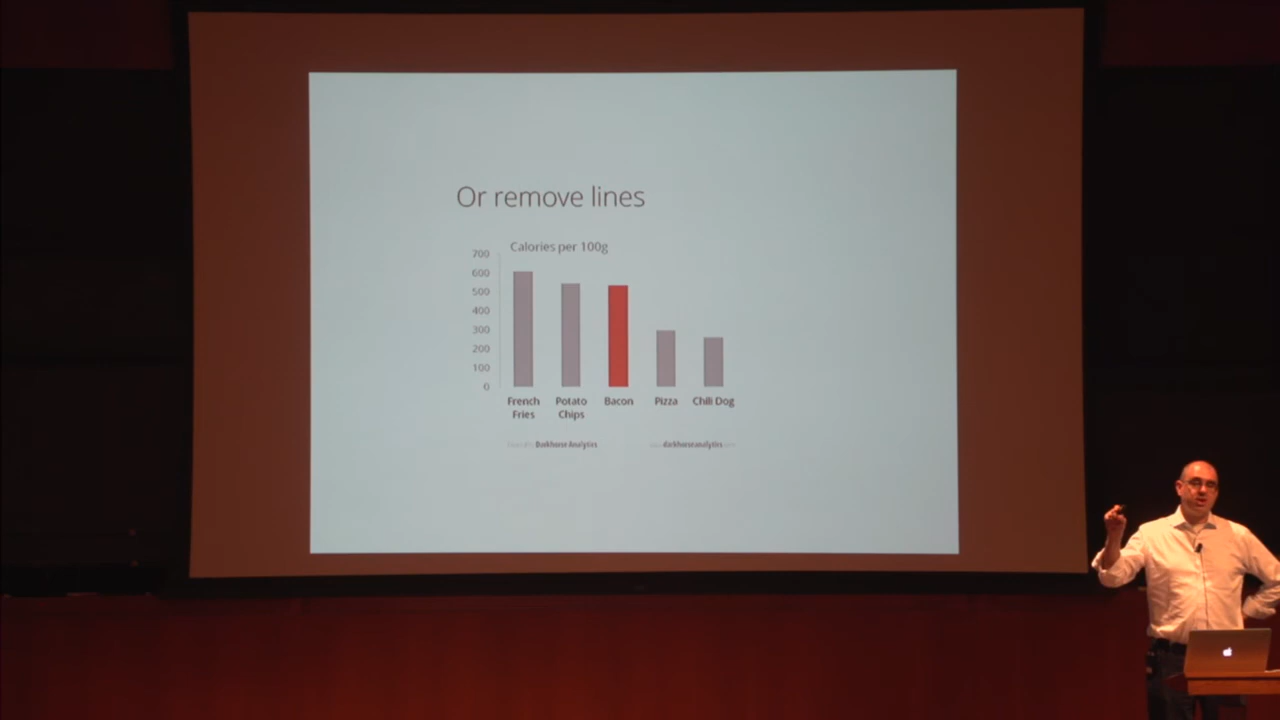 Or remove lines
Calories per 100g
700
600
500
400
300
200
100
0
French Fries
Potato Chips
Bacon
Pizza
Chili Dog
Darkhorse Analytics
darkhorseanalytics